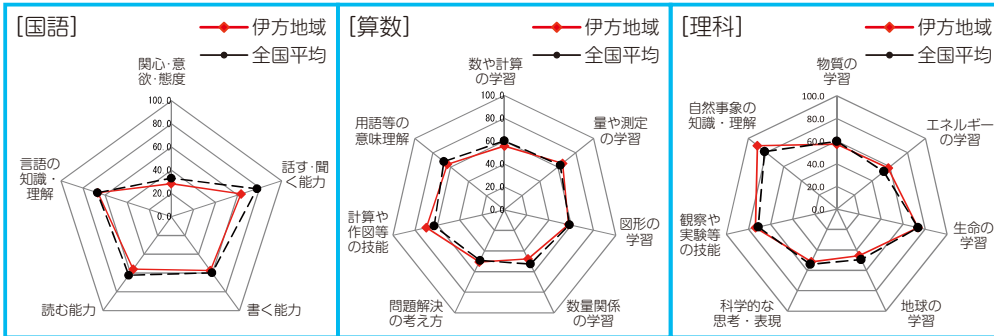 [国語]
伊方地域
全国平均
関心・意
欲・態度
100.0
80.0
60.0
40.0
20.0
0.0
話す・聞
く能力
書く能力
読む能力
言語の
知識・
理解
[算数]
伊方地域
全国平均
数や計算
の学習
100.0
80.0
60.0
40.0
20.0
0.0
量や測定
の学習
図形の
学習
数量関係
の学習
問題解決
の考え方
計算や
作図等
の技能
用語等の
意味理解
[理科]
伊方地域
全国平均
物質の
学習
100.0
80.0
60.0
40.0
20.0
0.0
エネルギー
の学習
生命の
学習
地球の
学習
科学的な
思考・表現
観察や
実験等
の技能
自然事象の
知識・理解